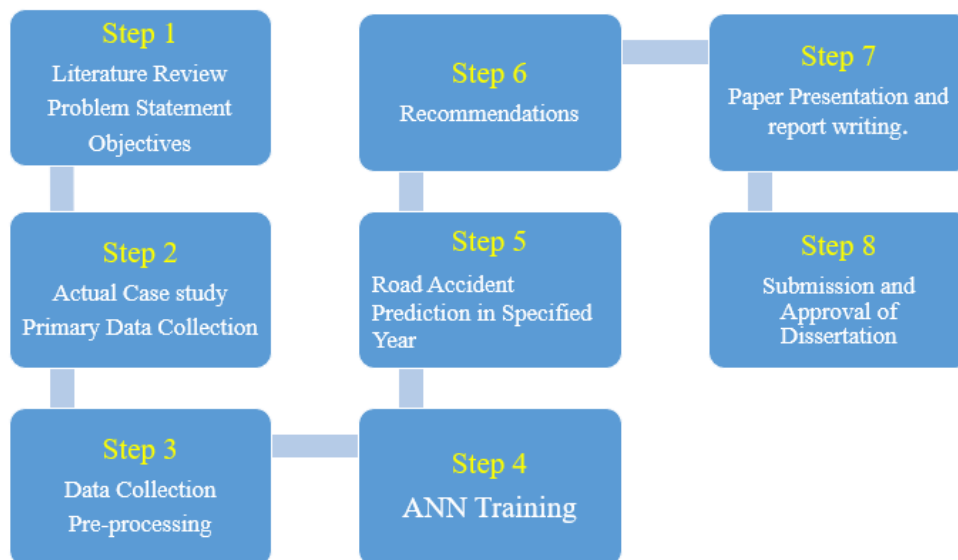 Step 1
Literature Review
Problem Statement
Objectives
Step 2
Actual Case study
Primary Data Collection
Step 3
Data Collection
Pre-processing
Step 4
ANN Training
Step 5
Road Accident
Prediction in Specified
Year
Step 6
Recommendations
Step 7
Paper Presentation and
report writing.
Step 8
Submission and
Approval of
Dissertation